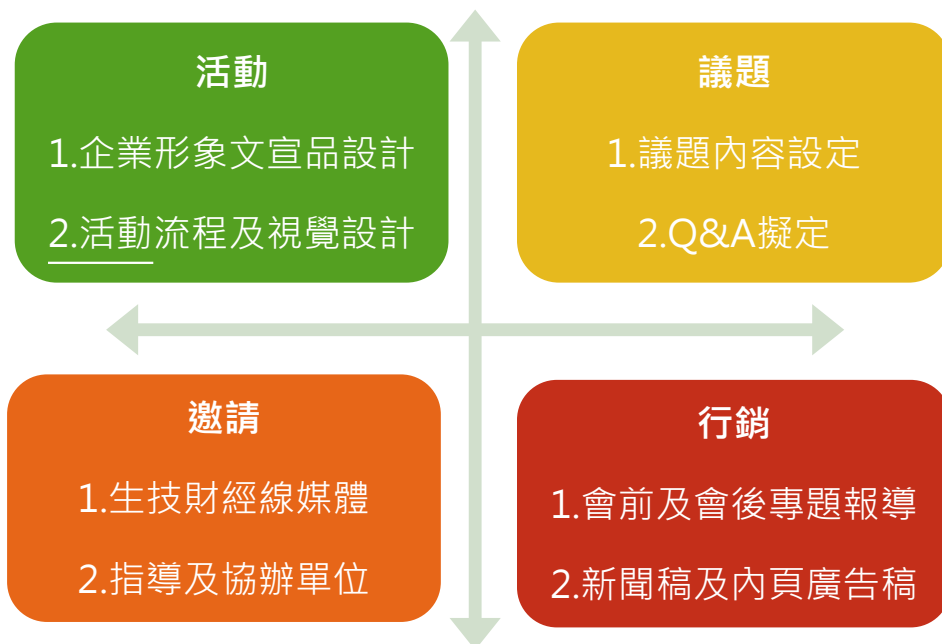 活動
1.企業形象文宣品設計
2.活動流程及視覺設計
議題
1.議題內容設定
2.Q&A擬定
邀請
1.生技財經線媒體
2.指導及協辦單位
行銷
1.會前及會後專題報導
2.新聞稿及內頁廣告稿